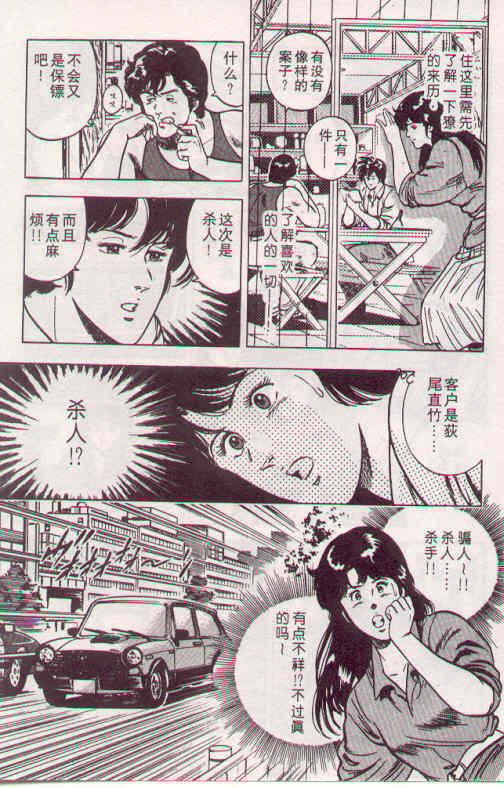 住这里需先
了解一下獠
的来历
有没有
像样的
案子？
只有一
件——
了解喜欢
的人的一切……
什么？
不会又
是保镖
吧！
这次是
杀人！
而且
有点麻
烦！！
客户是荻
尾直竹……
杀人！？
骗人～！！
杀人……
杀手！！
有点不祥！？不过真
的吗～